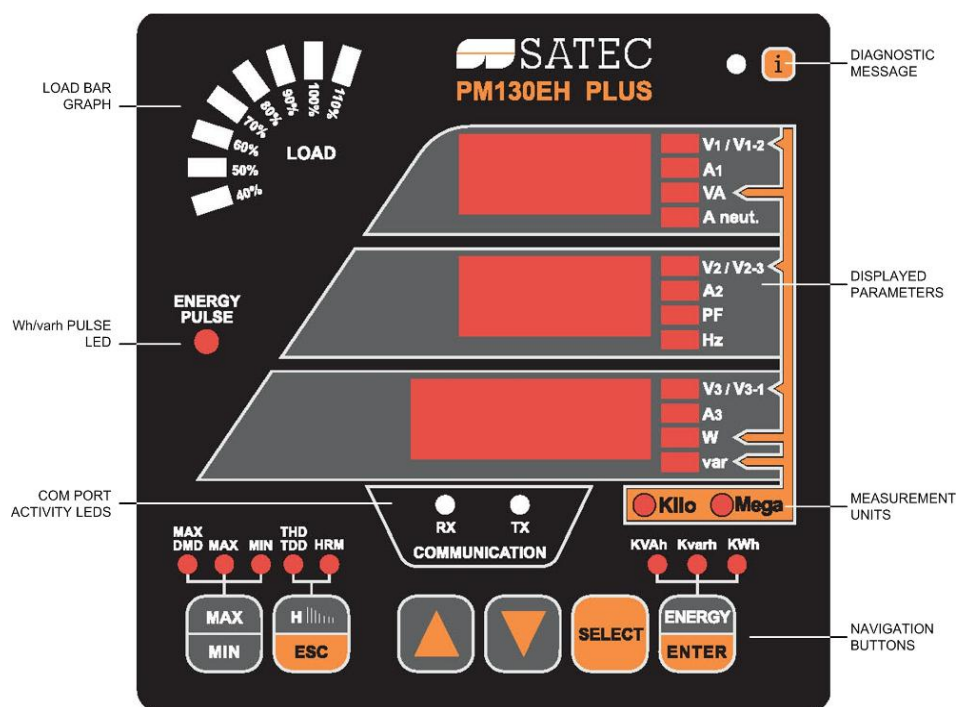 SATEC
PM130EH PLUS
i
DIAGNOSTIC
MESSAGE
LOAD BAR
GRAPH
40%
50%
60%
70%
80%
90%
100%
110%
LOAD
V1 / V1-2
A1
VA
A neut.
V2 / V2-3
A2
PF
Hz
DISPLAYED
PARAMETERS
ENERGY
PULSE
Wh/varh PULSE
LED
V3 / V3-1
A3
W
var
Kilo
Mega
MEASUREMENT
UNITS
COM PORT
ACTIVITY LEDS
RX
TX
COMMUNICATION
MAX
DMD
MAX
MIN
THD
TDD
HRM
KVAh
Kvarh
KWh
MAX
MIN
H
ESC
SELECT
ENERGY
ENTER
NAVIGATION
BUTTONS